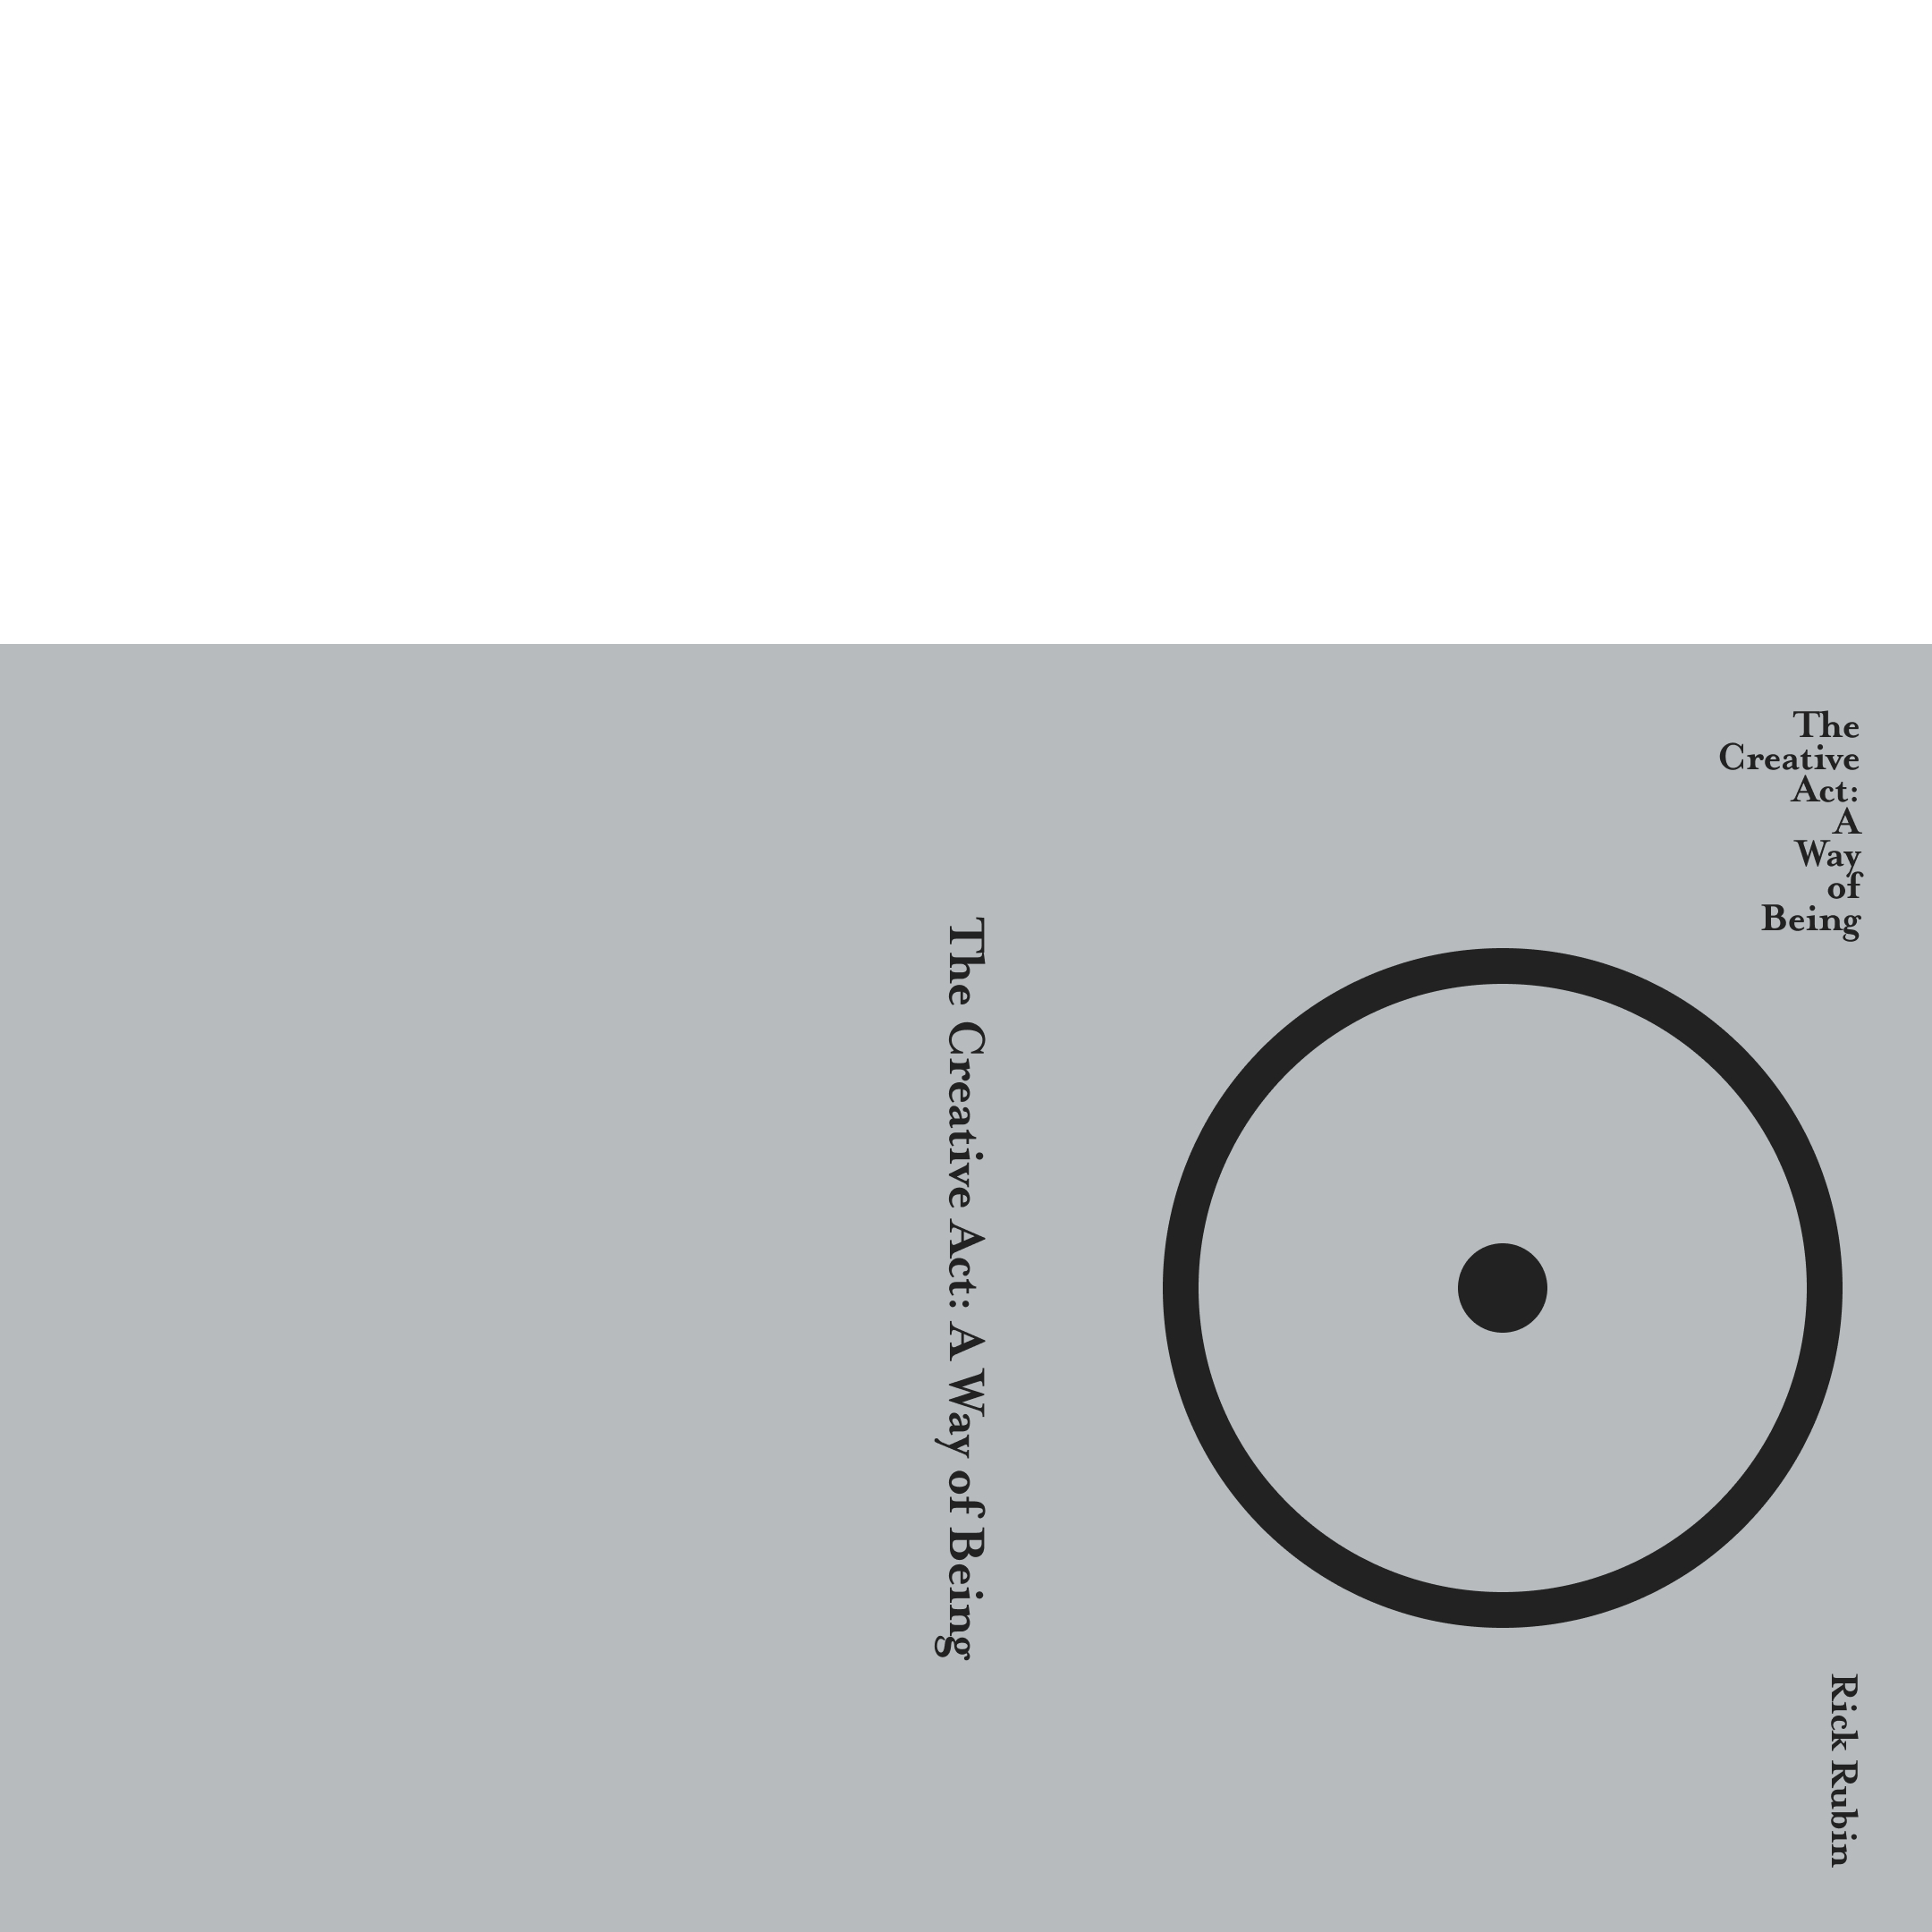 The
Creative
Act:
A
Way
of
Being
The Creative Act: A Way of Being
Rick Rubin